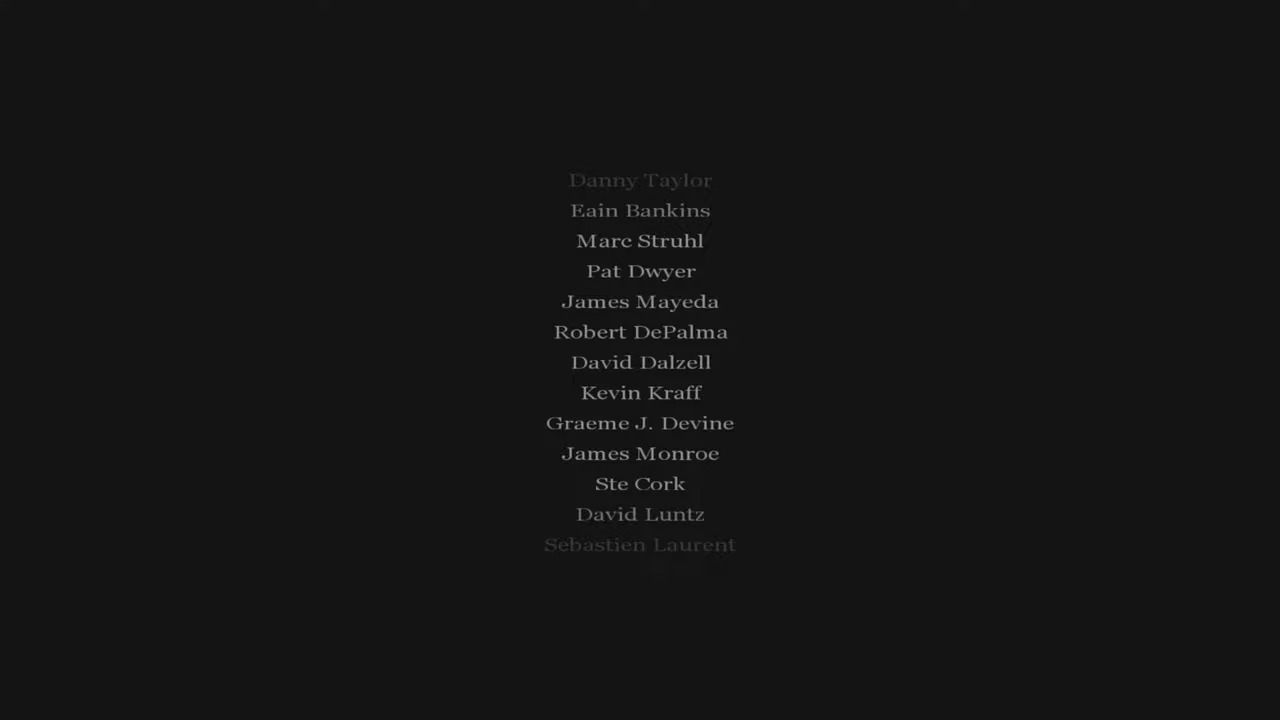 Danny Taylor
Eain Bankins
Marc Struhl
Pat Dwyer
James Mayeda
Robert DePalma
David Dalzell
Kevin Kraff
Graeme J. Devine
James Monroe
Ste Cork
David Luntz
Sebastien Laurent